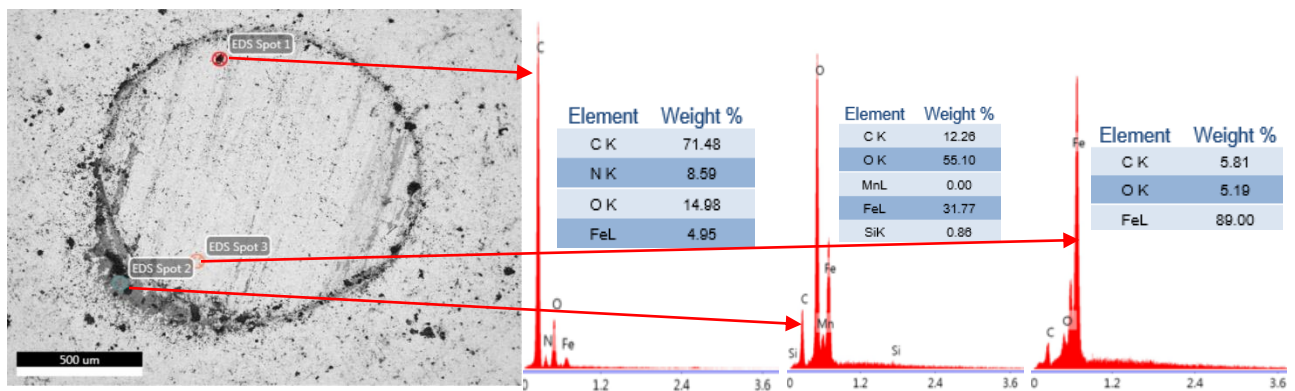 EDS Spot 1
EDS Spot 3
EDS Spot 2
500 um
C
N
O
Fe
Element Weight %
C K 71.48
N K 8.59
O K 14.98
FeL 4.95
1.2 2.4 3.6
O
C
Fe
Mn
Si
Si
Element Weight %
C K 12.26
O K 55.10
MnL 0.00
FeL 31.77
SiK 0.86
0 1.2 2.4 3.6
Fe
C
O
Element Weight %
C K 5.81
O K 5.19
FeL 89.00
0 1.2 2.4 3.6